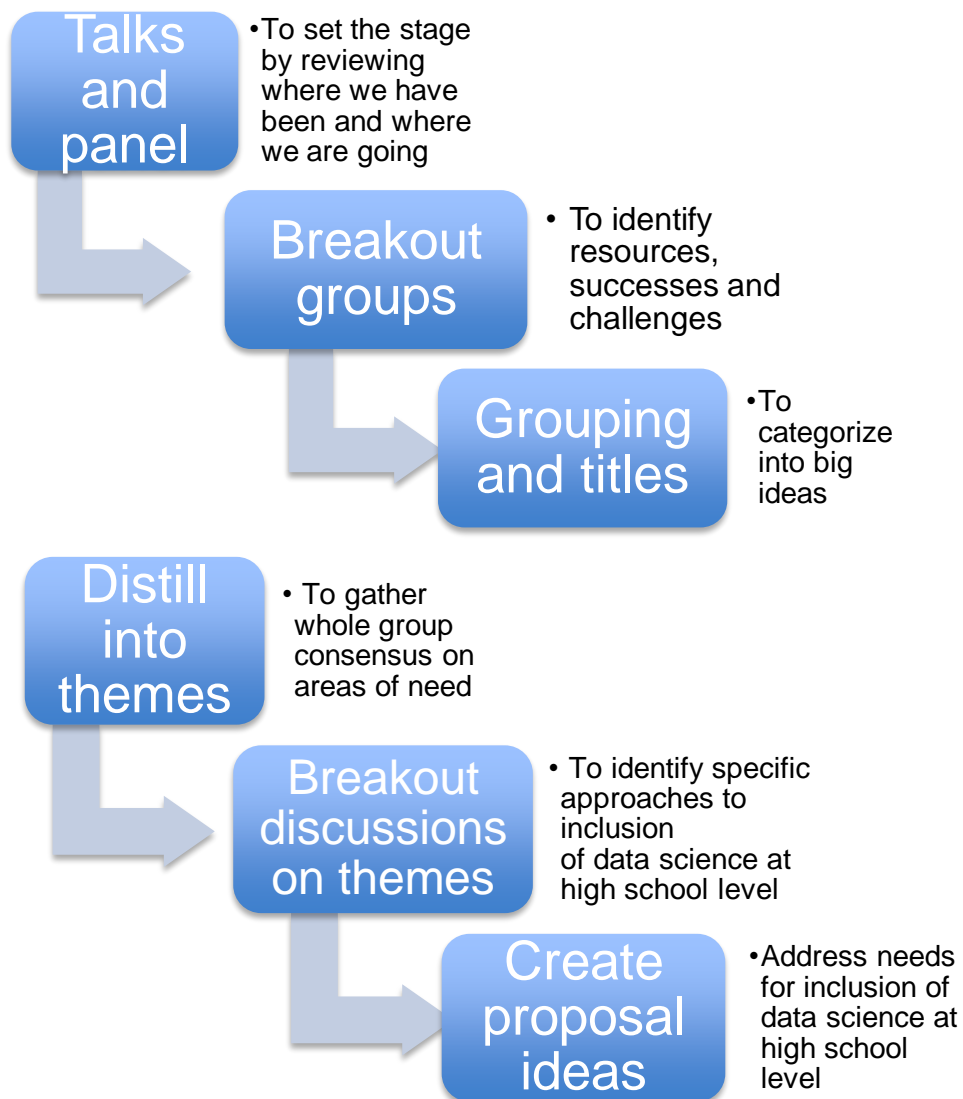 Talks
and
panel
•To set the stage
by reviewing
where we have
been and where
we are going
Breakout
groups
• To identify
resources,
successes and
challenges
Grouping
and titles
•To
categorize
into big
ideas
Distill
into
themes
• To gather
whole group
consensus on
areas of need
Breakout
discussions
on themes
• To identify specific
approaches to
inclusion
of data science at
high school level
Create
proposal
ideas
•Address needs
for inclusion of
data science at
high school
level